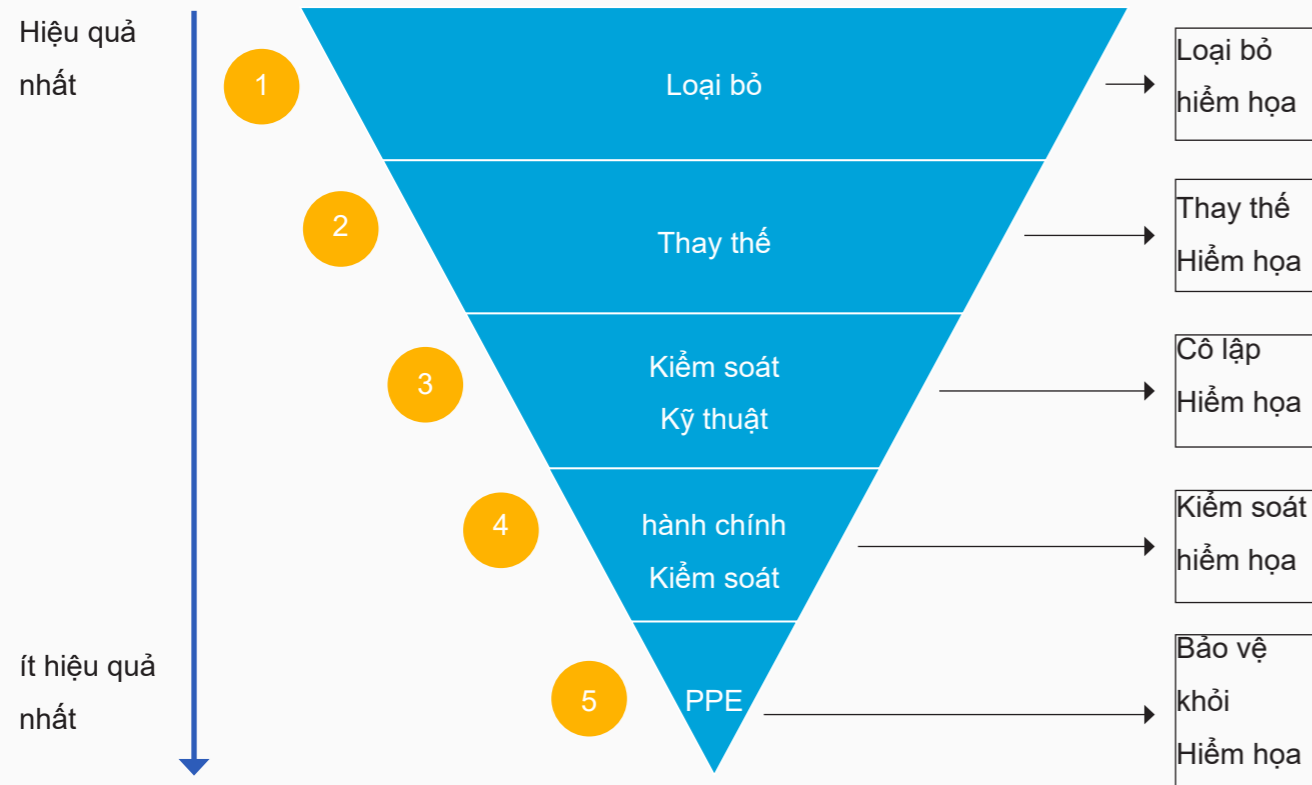 Hiệu quả
nhất
1
Loại bỏ
Loại bỏ
hiểm họa
2
Thay thế
Thay thế
Hiểm họa
3
Kiểm soát
Kỹ thuật
Cô lập
Hiểm họa
4
hành chính
Kiểm soát
Kiểm soát
hiểm họa
ít hiệu quả
nhất
5
PPE
Bảo vệ
khỏi
Hiểm họa